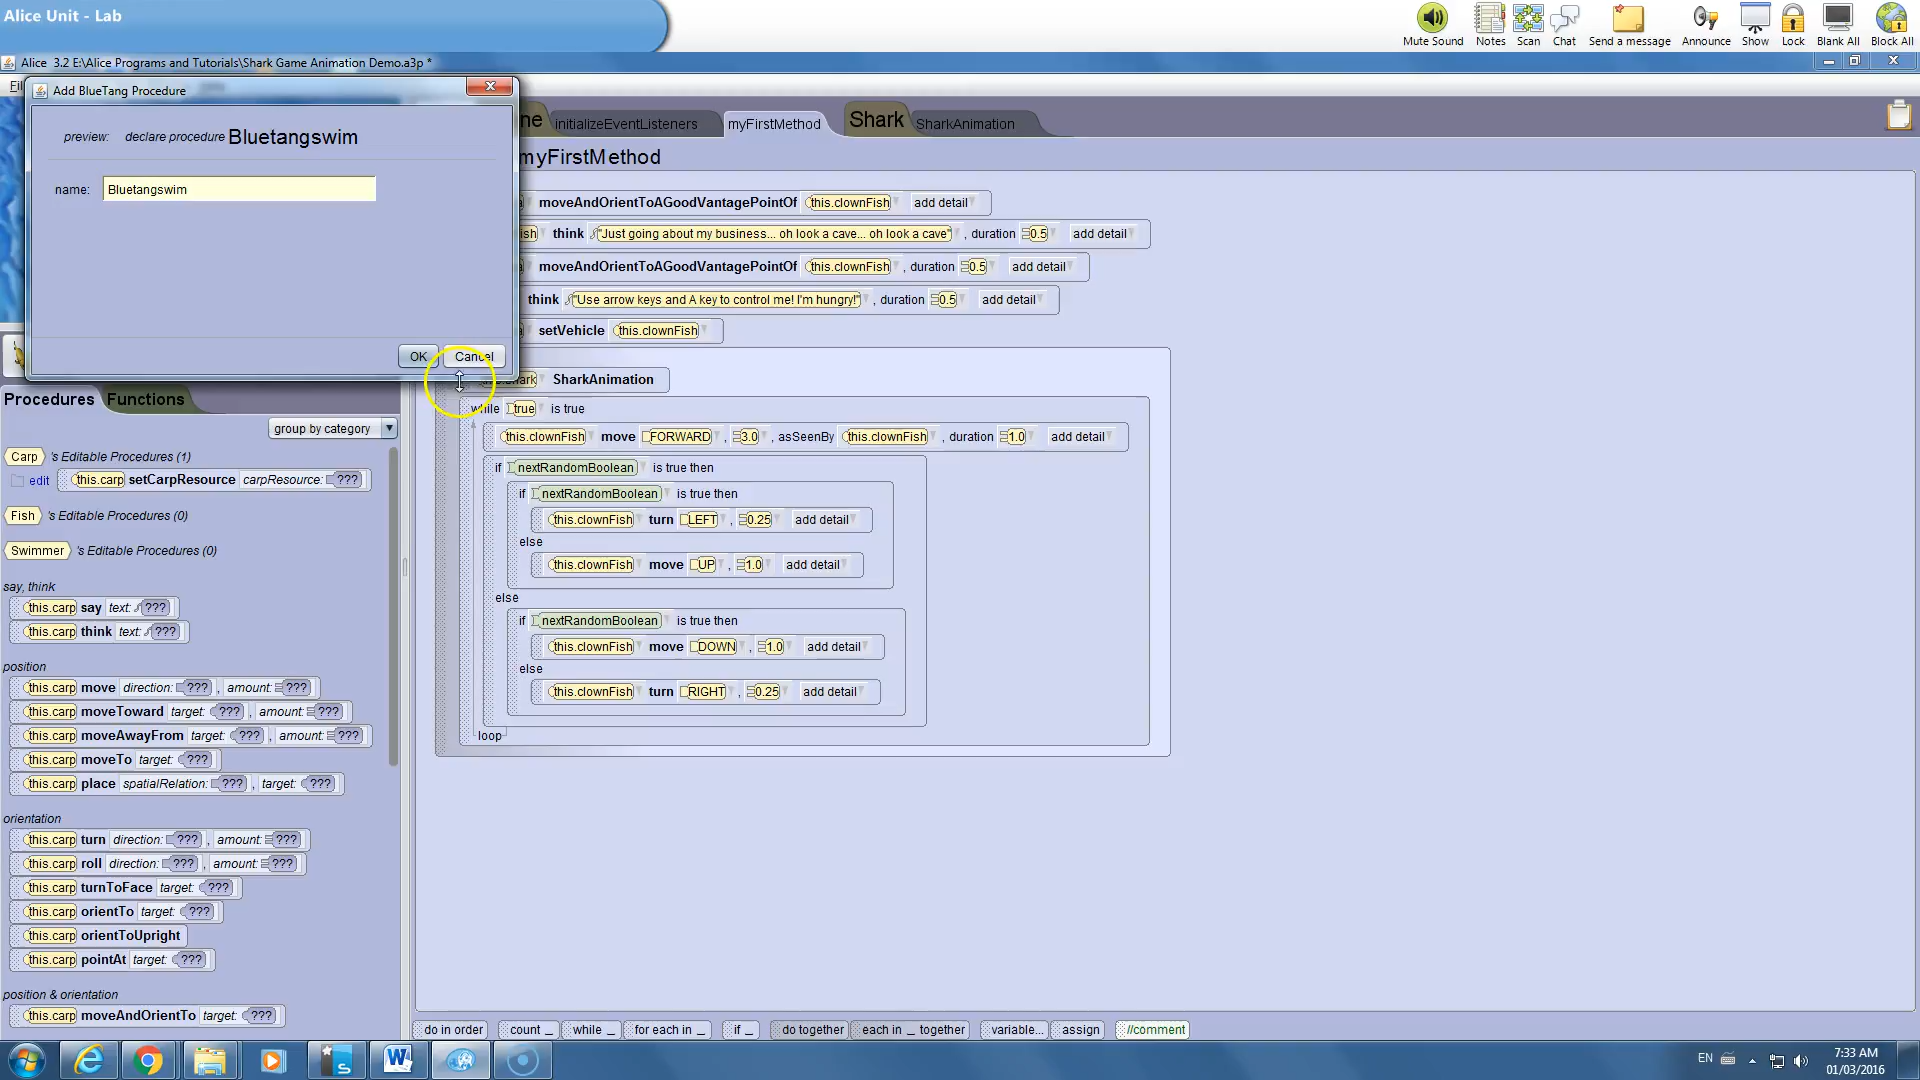 Alice Unit - Lab
Mute Sound Notes Scan Chat Send a message Announce Show Lock Blank All Block All
Alice 3.2 E:\Alice Programs and Tutorials\Shark Game Animation Demo.a3p *
Add BlueTang Procedure
preview: declare procedure Bluetangswim
name: Bluetangswim
OK Cancel
initializeEventListeners myFirstMethod Shark SharkAnimation
myFirstMethod
moveAndOrientToAGoodVantagePointOf this.clownFish add detail
think "Just going about my business... oh look a cave... oh look a cave" , duration 0.5 add detail
moveAndOrientToAGoodVantagePointOf this.clownFish , duration 0.5 add detail
think "Use arrow keys and A key to control me! I'm hungry!" , duration 0.5 add detail
setVehicle this.clownFish
SharkAnimation
while true is true
this.clownFish move FORWARD , 3.0 , asSeenBy this.clownFish , duration 1.0 add detail
if nextRandomBoolean is true then
if nextRandomBoolean is true then
this.clownFish turn LEFT , 0.25 add detail
else
this.clownFish move UP , 1.0 add detail
else
if nextRandomBoolean is true then
this.clownFish move DOWN , 1.0 add detail
else
this.clownFish turn RIGHT , 0.25 add detail
loop
Procedures Functions
group by category
Carp 's Editable Procedures (1)
edit this.carp setCarpResource carpResource: ???
Fish 's Editable Procedures (0)
Swimmer 's Editable Procedures (0)
say, think
this.carp say text: ???
this.carp think text: ???
position
this.carp move direction: ??? , amount: ???
this.carp moveToward target: ??? , amount: ???
this.carp moveAwayFrom target: ??? , amount: ???
this.carp moveTo target: ???
this.carp place spatialRelation: ??? , target: ???
orientation
this.carp turn direction: ??? , amount: ???
this.carp roll direction: ??? , amount: ???
this.carp turnToFace target: ???
this.carp orientTo target: ???
this.carp orientToUpright
this.carp pointAt target: ???
position & orientation
this.carp moveAndOrientTo target: ???
do in order count _ while _ for each in _ if _ do together each in _ together variable... assign //comment
EN 7:33 AM
01/03/2016